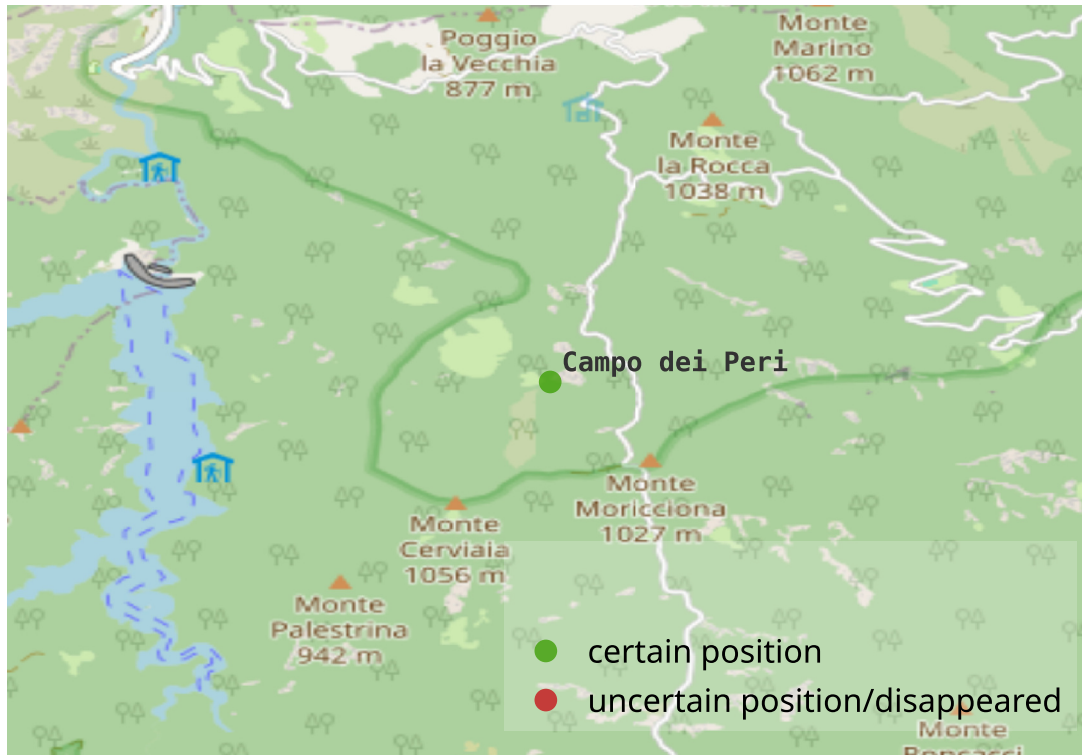 Poggio
la Vecchia
877 m
Monte
Marino
1062 m
Monte
la Rocca
1038 m
Campo dei Peri
Monte
Moricciona
1027 m
Monte
Cerviaia
1056 m
Monte
Palestrina
942 m
certain position
uncertain position/disappeared
Monte